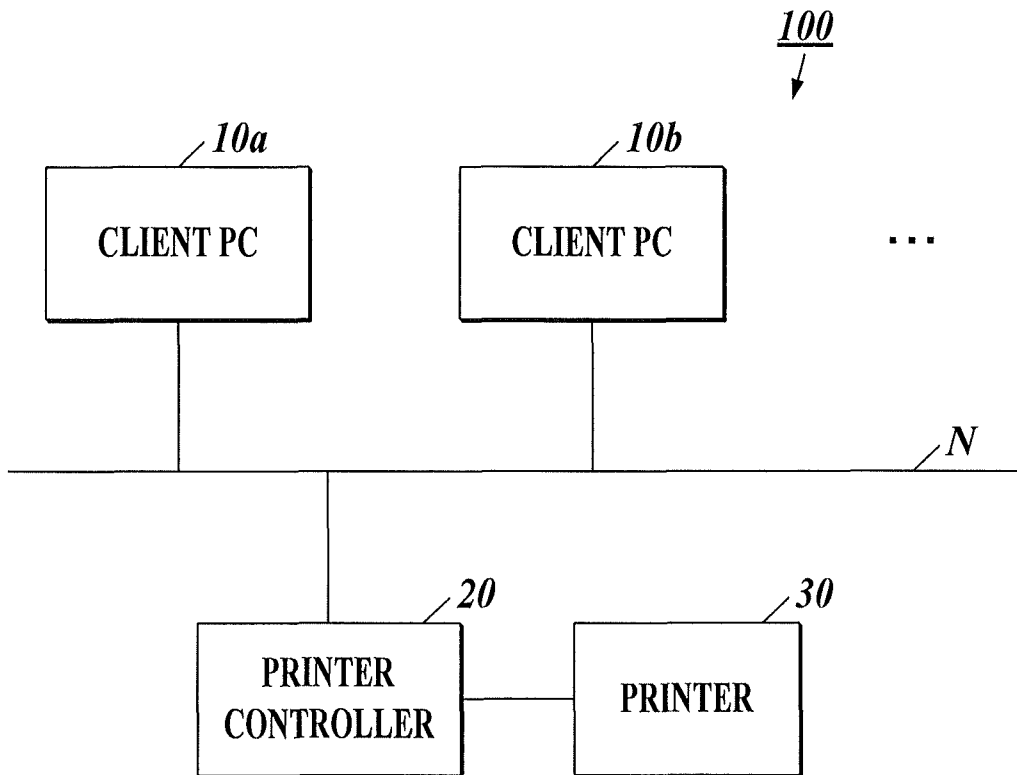 100
10a
10b
CLIENT PC
CLIENT PC
...
N
20
30
PRINTER
CONTROLLER
PRINTER